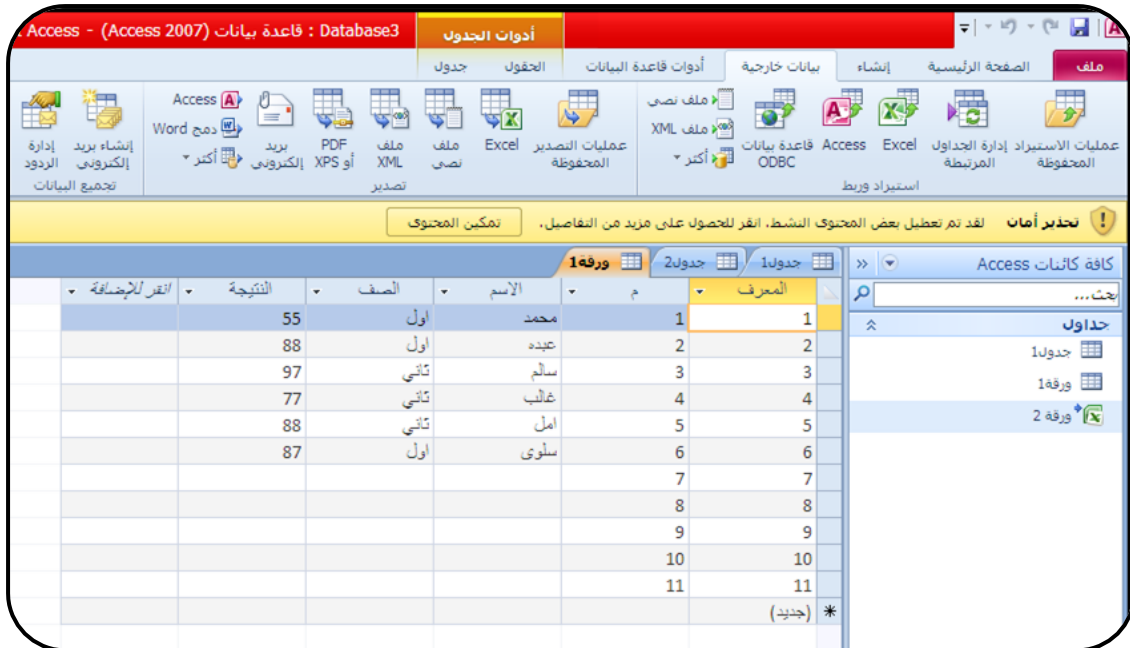 Database3 : قاعدة بيانات (Access 2007) - Access
أدوات الجدول
ملف الصفحة الرئيسية إنشاء بيانات خارجية أدوات قاعدة البيانات الحقول جدول
عمليات الاستيراد المحفوظة
إدارة الجداول المرتبطة
Excel
Access
قاعدة بيانات ODBC
ملف نصي
ملف XML
أكثر
استيراد وربط
عمليات التصدير المحفوظة
Excel
ملف نصي
ملف XML
PDF أو XPS
بريد إلكتروني
Access
دمج Word
أكثر
تصدير
إنشاء بريد إلكتروني
إدارة الردود
تجميع البيانات
تحذير أمان لقد تم تعطيل بعض المحتوى النشط. انقر للحصول على مزيد من التفاصيل. تمكين المحتوى
كافة كائنات Access
بحث...
جداول
جدول1
ورقة1
ورقة 2
جدول1 جدول2 ورقة1
المعرف م الاسم الصف النتيجة انقر للإضافة
1 1 محمد اول 55
2 2 عبده اول 88
3 3 سالم ثاني 97
4 4 غالب ثاني 77
5 5 امل ثاني 88
6 6 سلوى اول 87
7 7
8 8
9 9
10 10
11 11
(جديد)